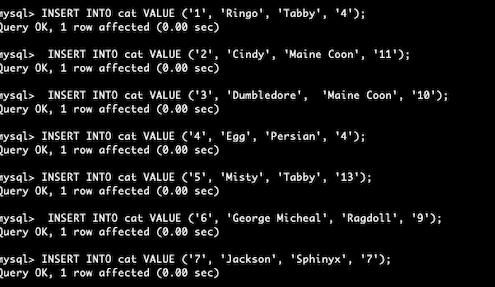 mysql> INSERT INTO cat VALUE ('1', 'Ringo', 'Tabby', '4');
Query OK, 1 row affected (0.00 sec)
mysql>  INSERT INTO cat VALUE ('2', 'Cindy', 'Maine Coon', '11');
Query OK, 1 row affected (0.00 sec)
mysql>  INSERT INTO cat VALUE ('3', 'Dumbledore',  'Maine Coon', '10');
Query OK, 1 row affected (0.00 sec)
mysql> INSERT INTO cat VALUE ('4', 'Egg', 'Persian', '4');
Query OK, 1 row affected (0.00 sec)
mysql> INSERT INTO cat VALUE ('5', 'Misty', 'Tabby', '13');
Query OK, 1 row affected (0.00 sec)
mysql>  INSERT INTO cat VALUE ('6', 'George Micheal', 'Ragdoll', '9');
Query OK, 1 row affected (0.00 sec)
mysql> INSERT INTO cat VALUE ('7', 'Jackson', 'Sphinyx', '7');
Query OK, 1 row affected (0.00 sec)